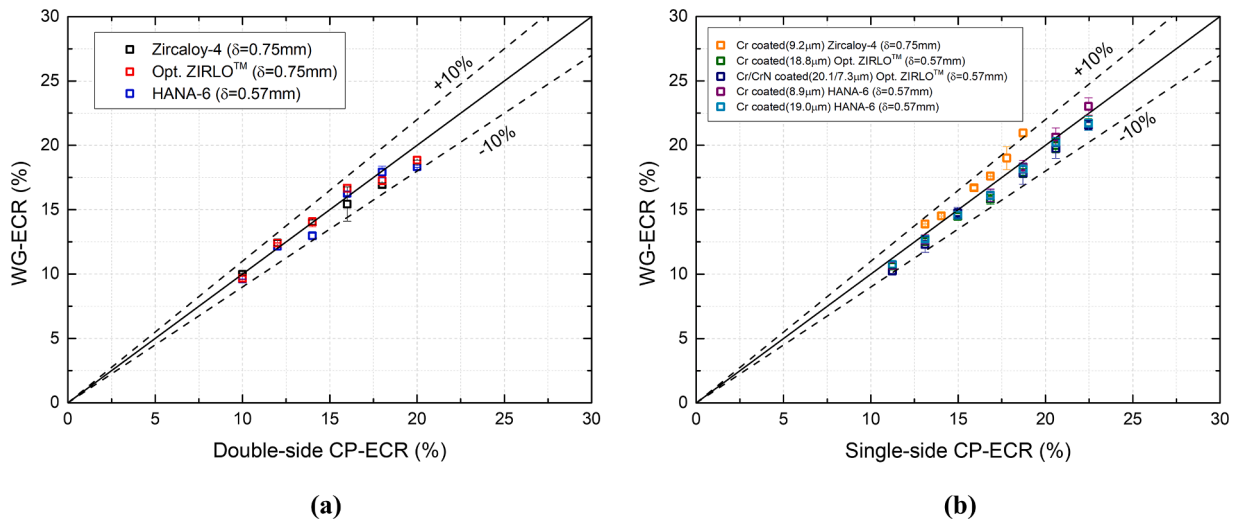 30
25
20
15
10
5
0
WG-ECR (%)
Zircaloy-4 (δ=0.75mm)
Opt. ZIRLO™ (δ=0.75mm)
HANA-6 (δ=0.57mm)
+10%
-10%
0 5 10 15 20 25 30
Double-side CP-ECR (%)
(a)
30
25
20
15
10
5
0
WG-ECR (%)
Cr coated(9.2μm) Zircaloy-4 (δ=0.75mm)
Cr coated(18.8μm) Opt. ZIRLO™ (δ=0.57mm)
Cr/CrN coated(20.1/7.3μm) Opt. ZIRLO™ (δ=0.57mm)
Cr coated(8.9μm) HANA-6 (δ=0.57mm)
Cr coated(19.0μm) HANA-6 (δ=0.57mm)
+10%
-10%
0 5 10 15 20 25 30
Single-side CP-ECR (%)
(b)